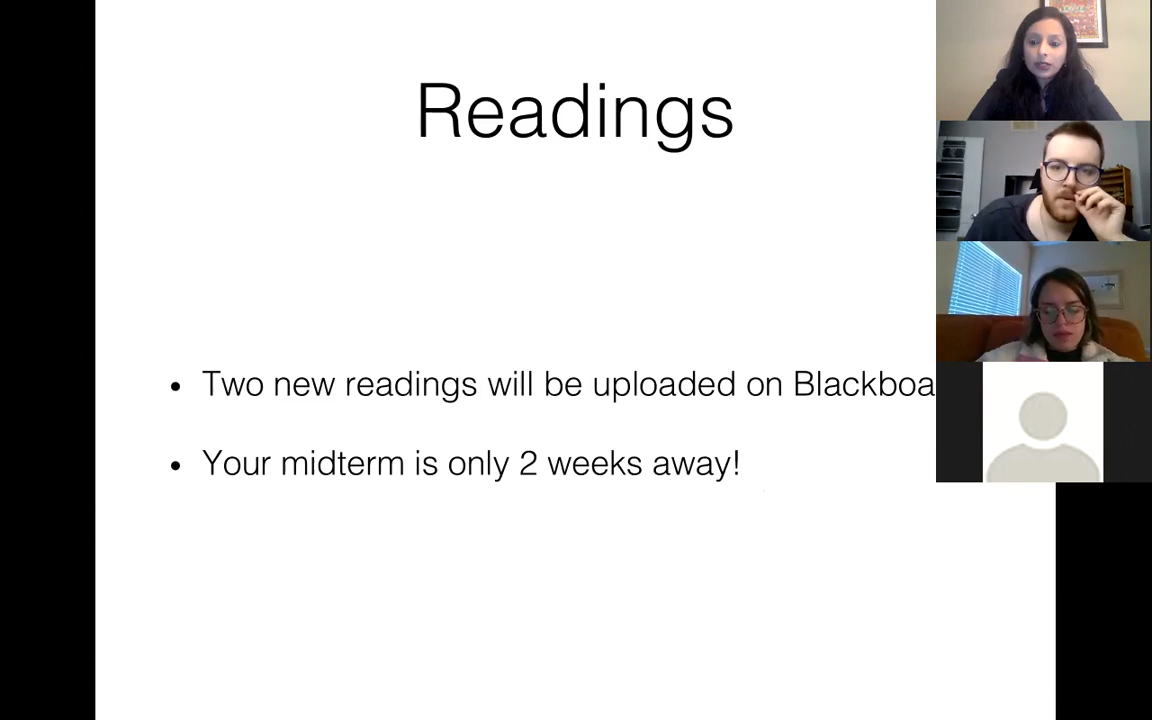 Readings
• Two new readings will be uploaded on Blackboa
• Your midterm is only 2 weeks away!